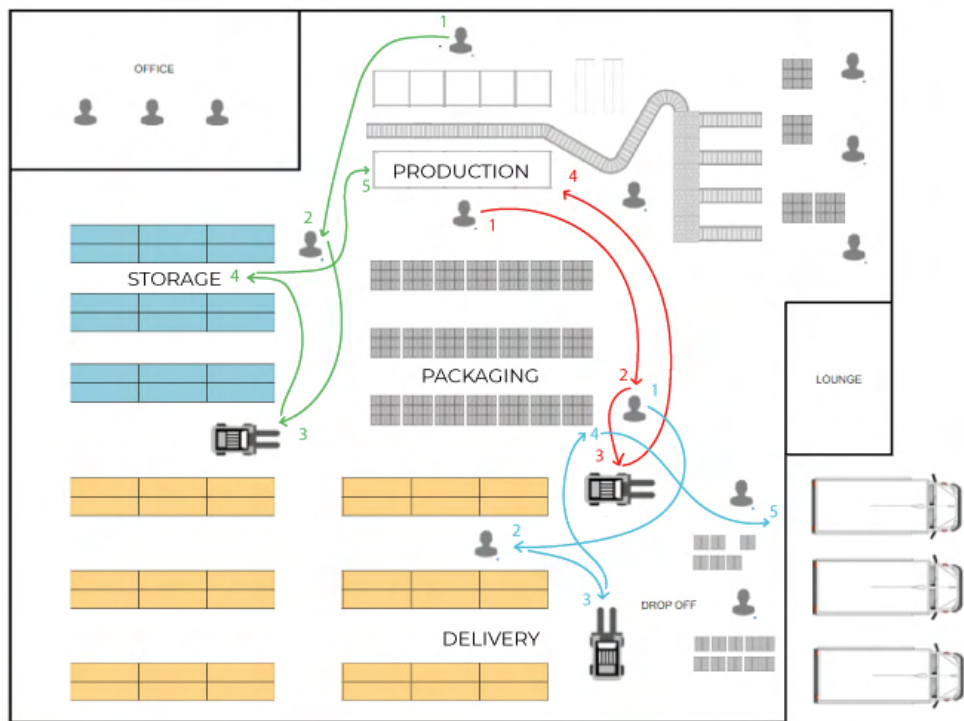 1
OFFICE
PRODUCTION
5
4
2
1
STORAGE
4
PACKAGING
2
1
LOUNGE
3
4
3
5
2
3
DROP OFF
DELIVERY